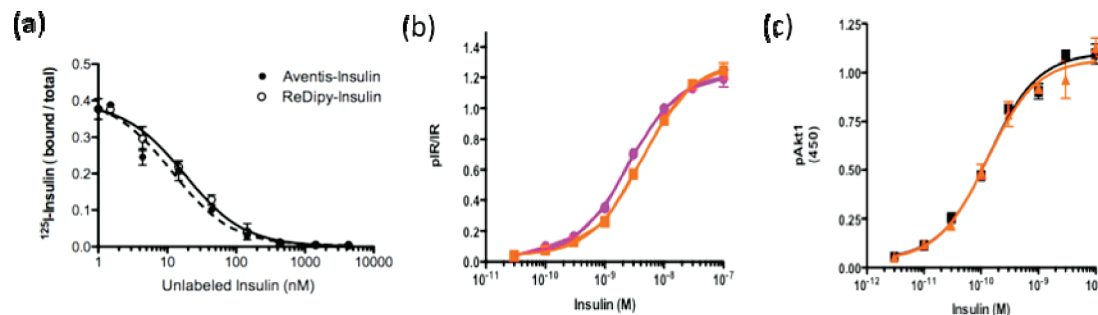 (a)
Aventis-Insulin
ReDipy-Insulin
¹²⁵I-Insulin ( bound / total)
0.5
0.4
0.3
0.2
0.1
0.0
1 10 100 1000 10000
Unlabeled Insulin (nM)
(b)
pIR/IR
1.4
1.2
1.0
0.8
0.6
0.4
0.2
0.0
10⁻¹¹ 10⁻¹⁰ 10⁻⁹ 10⁻⁸ 10⁻⁷
Insulin (M)
(c)
pAkt1
(450)
1.25
1.00
0.75
0.50
0.25
0.00
10⁻¹² 10⁻¹¹ 10⁻¹⁰ 10⁻⁹
Insulin (M)